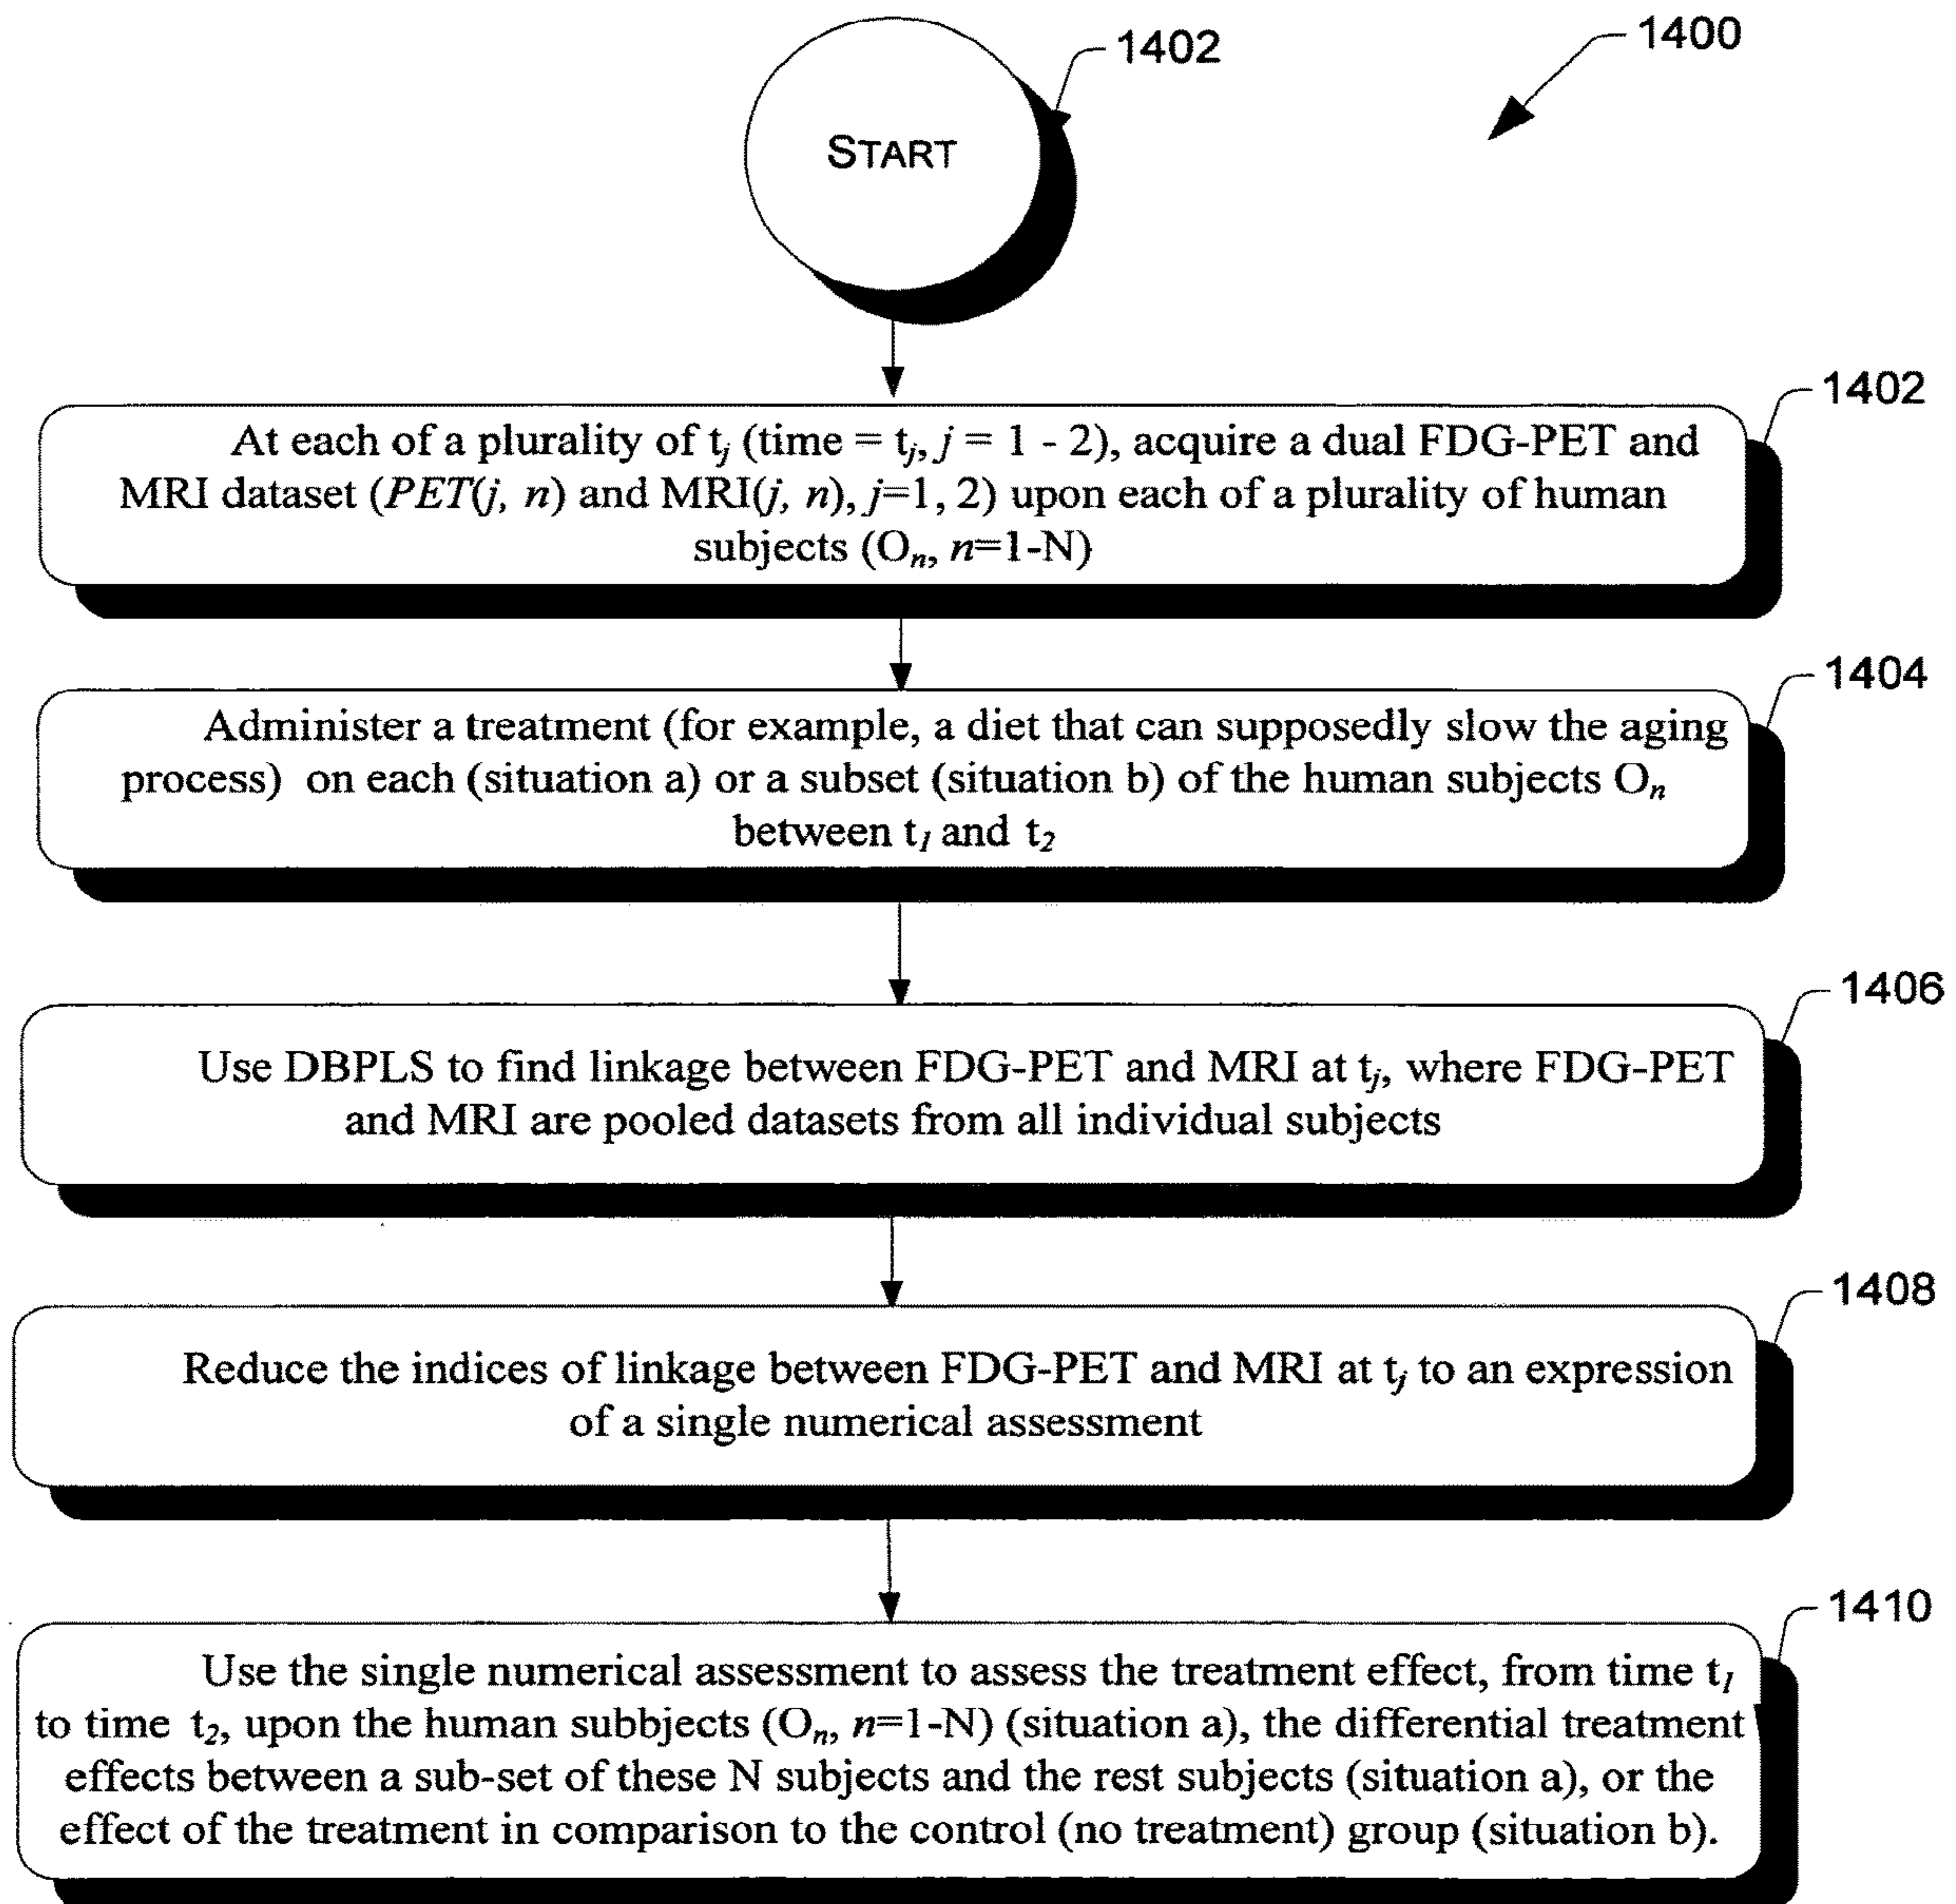 1400
1402
START
1402
At each of a plurality of tj (time = tj, j = 1 - 2), acquire a dual FDG-PET and
MRI dataset (PET(j, n) and MRI(j, n), j=1, 2) upon each of a plurality of human
subjects (On, n=1-N)
1404
Administer a treatment (for example, a diet that can supposedly slow the aging
process) on each (situation a) or a subset (situation b) of the human subjects On
between t1 and t2
1406
Use DBPLS to find linkage between FDG-PET and MRI at tj, where FDG-PET
and MRI are pooled datasets from all individual subjects
1408
Reduce the indices of linkage between FDG-PET and MRI at tj to an expression
of a single numerical assessment
1410
Use the single numerical assessment to assess the treatment effect, from time t1
to time t2, upon the human subbjects (On, n=1-N) (situation a), the differential treatment
effects between a sub-set of these N subjects and the rest subjects (situation a), or the
effect of the treatment in comparison to the control (no treatment) group (situation b).